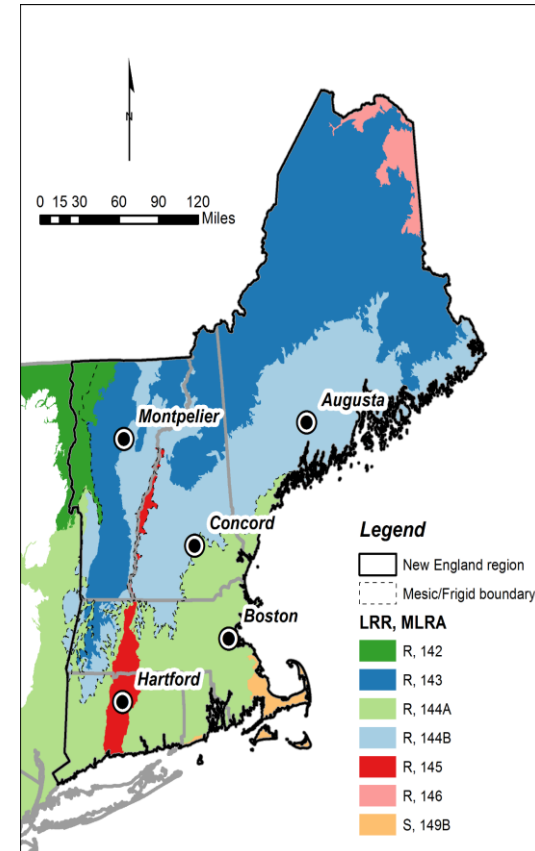 N
0 15 30 60 90 120
Miles
Montpelier
Augusta
Concord
Boston
Hartford
Legend
New England region
Mesic/Frigid boundary
LRR, MLRA
R, 142
R, 143
R, 144A
R, 144B
R, 145
R, 146
S, 149B